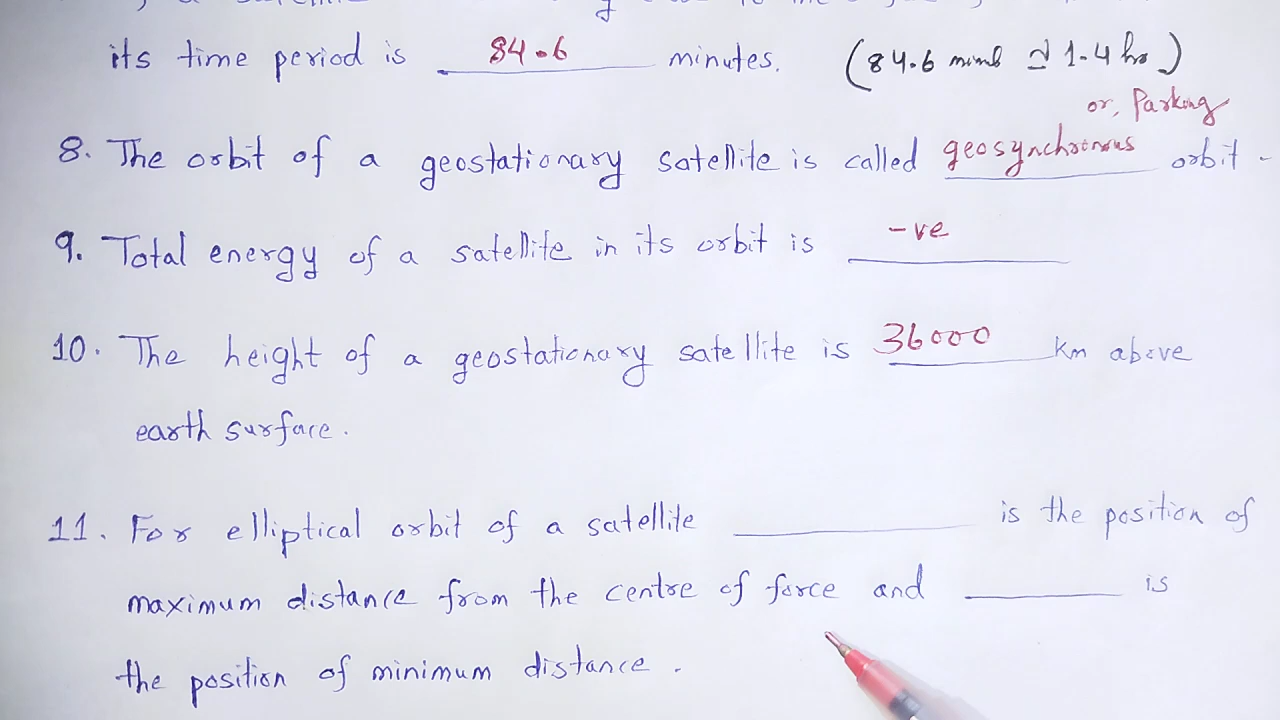 its time period is 84.6 minutes. (84.6 mins ≃ 1.4 hrs)
or, Parking
8. The orbit of a geostationary satellite is called geosynchronous orbit.
9. Total energy of a satellite in its orbit is -ve
10. The height of a geostationary satellite is 36000 km above
earth surface.
11. For elliptical orbit of a satellite ________ is the position of
maximum distance from the centre of force and ________ is
the position of minimum distance.